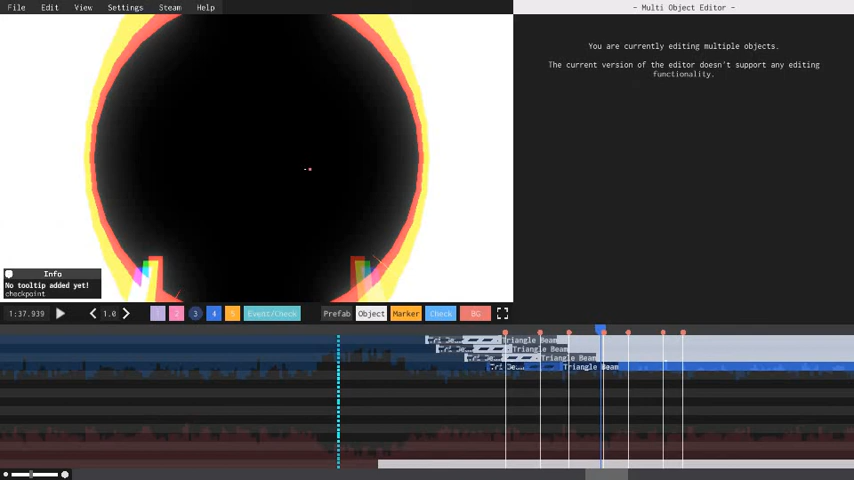 File Edit View Settings Steam Help
- Multi Object Editor -
You are currently editing multiple objects.
The current version of the editor doesn't support any editing
functionality.
Info
No tooltip added yet!
checkpoint
1:37.939 1.0 1 2 3 4 5 Event/Check Prefab Object Marker Check BG
Triangle Beam
Triangle Beam
Triangle Beam
Triangle Beam